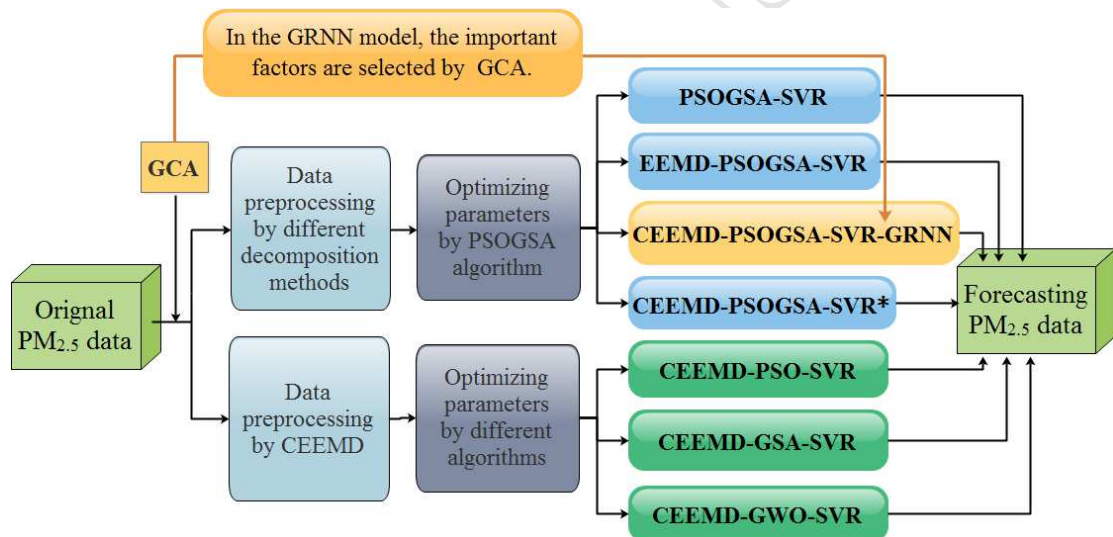 In the GRNN model, the important
factors are selected by GCA.
GCA
Orignal
PM₂.₅ data
Data
preprocessing
by different
decomposition
methods
Optimizing
parameters
by PSOGSA
algorithm
Data
preprocessing
by CEEMD
Optimizing
parameters
by different
algorithms
PSOGSA-SVR
EEMD-PSOGSA-SVR
CEEMD-PSOGSA-SVR-GRNN
CEEMD-PSOGSA-SVR*
CEEMD-PSO-SVR
CEEMD-GSA-SVR
CEEMD-GWO-SVR
Forecasting
PM₂.₅ data